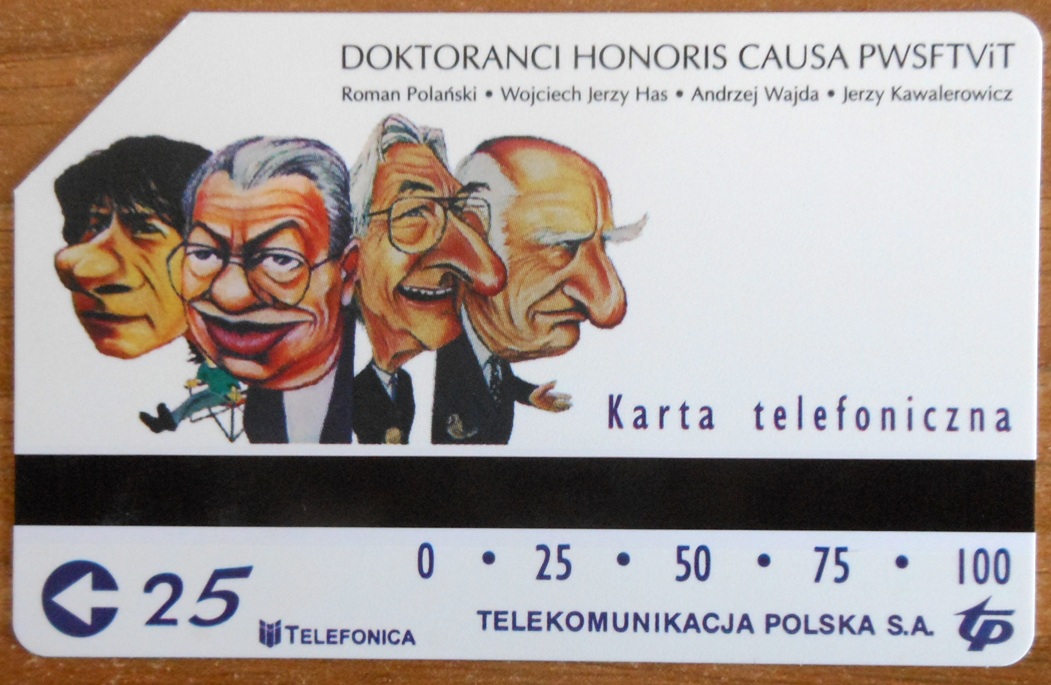 DOKTORANCI HONORIS CAUSA PWSFTViT
Roman Polański • Wojciech Jerzy Has • Andrzej Wajda • Jerzy Kawalerowicz
Karta telefoniczna
0 • 25 • 50 • 75 • 100
25
TELEFONICA
TELEKOMUNIKACJA POLSKA S.A.
tp